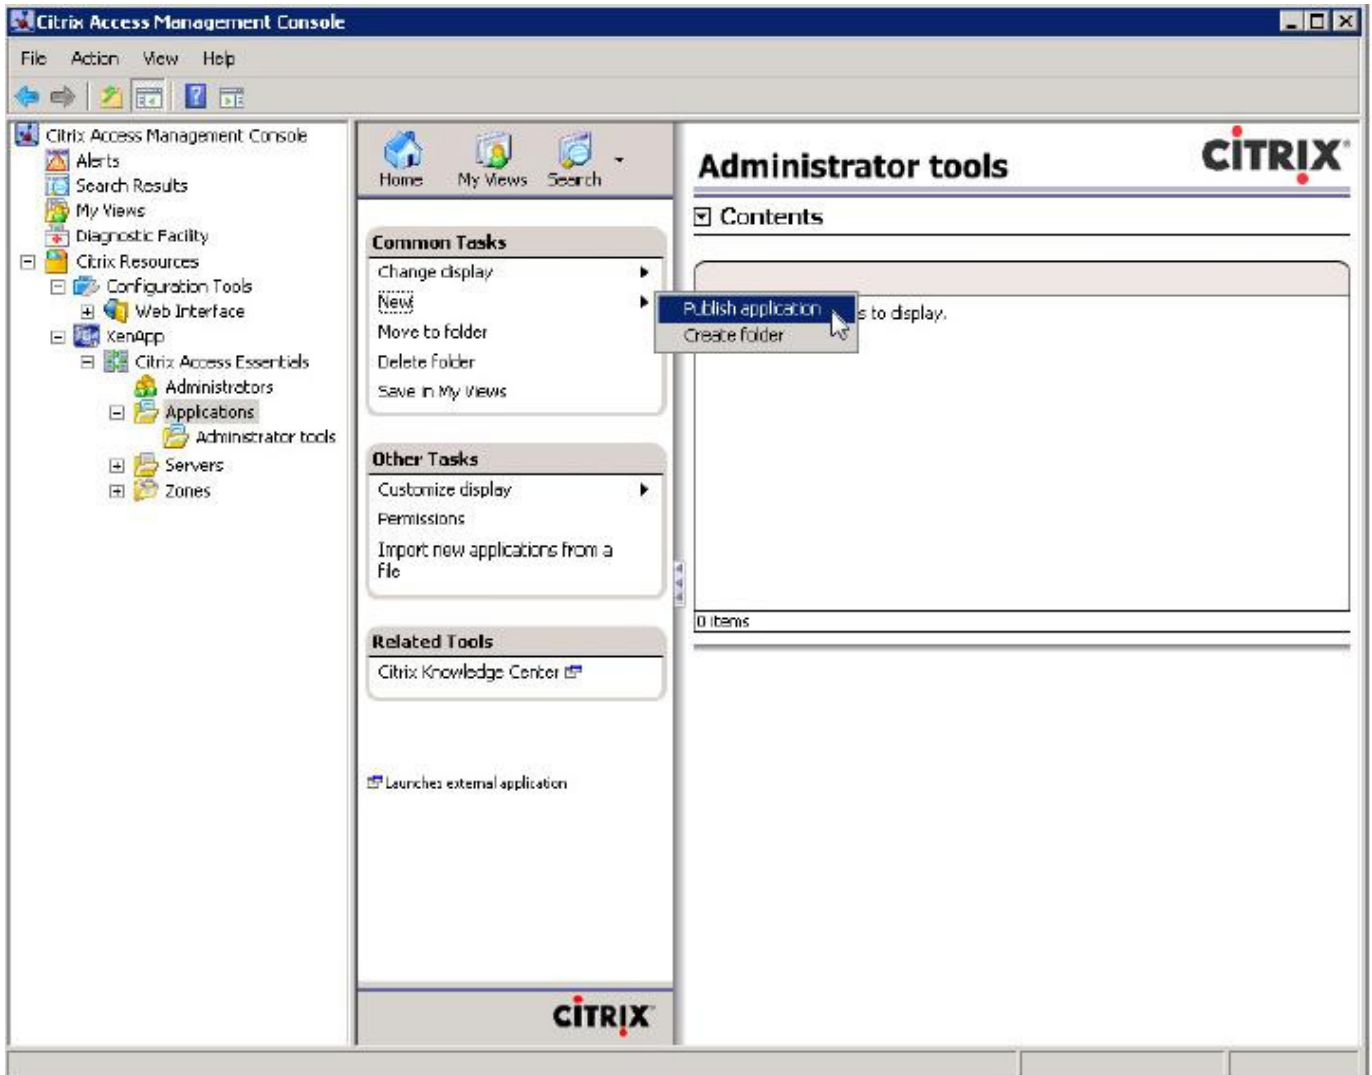 Citrix Access Management Console
File Action View Help
Citrix Access Management Console
Alerts
Search Results
My Views
Diagnostic Facility
Citrix Resources
Configuration Tools
Web Interface
XenApp
Citrix Access Essentials
Administrators
Applications
Administrator tools
Servers
Zones
Home My Views Search
Common Tasks
Change display
New
Move to folder
Delete folder
Save in My Views
Other Tasks
Customize display
Permissions
Import new applications from a
file
Related Tools
Citrix Knowledge Center
Launches external application
CITRIX
Administrator tools
CITRIX
Contents
Publish application
Create folder
s to display.
0 items